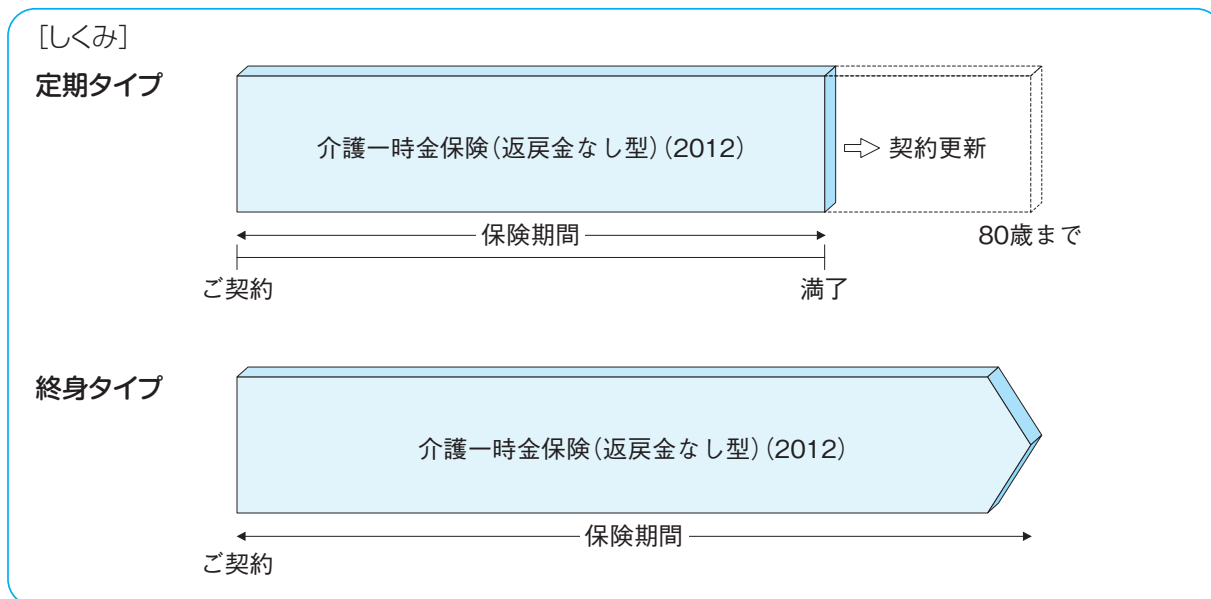 [しくみ]
定期タイプ
介護一時金保険(返戻金なし型)(2012)
⇨ 契約更新
保険期間
80歳まで
ご契約
満了
終身タイプ
介護一時金保険(返戻金なし型)(2012)
保険期間
ご契約